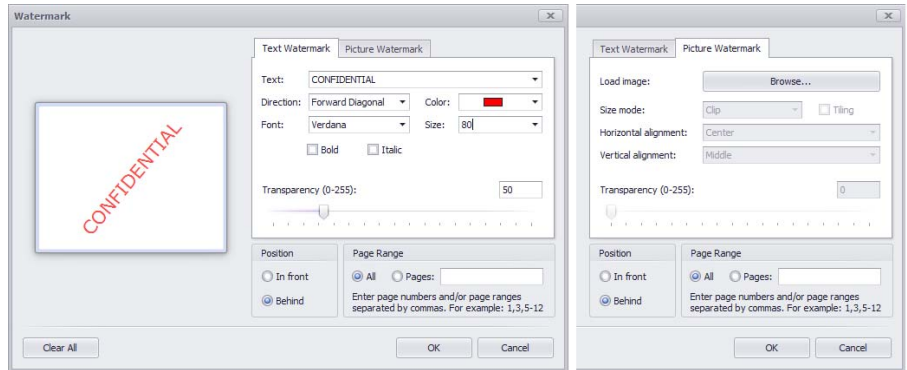 Watermark
Text Watermark Picture Watermark
Text: CONFIDENTIAL
Direction: Forward Diagonal Color:
Font: Verdana Size: 80
Bold Italic
CONFIDENTIAL
Transparency (0-255): 50
Position
In front
Behind
Page Range
All Pages:
Enter page numbers and/or page ranges
separated by commas. For example: 1,3,5-12
Clear All OK Cancel
Text Watermark Picture Watermark
Load image: Browse...
Size mode: Clip Tiling
Horizontal alignment: Center
Vertical alignment: Middle
Transparency (0-255): 0
Position
In front
Behind
Page Range
All Pages:
Enter page numbers and/or page ranges
separated by commas. For example: 1,3,5-12
OK Cancel